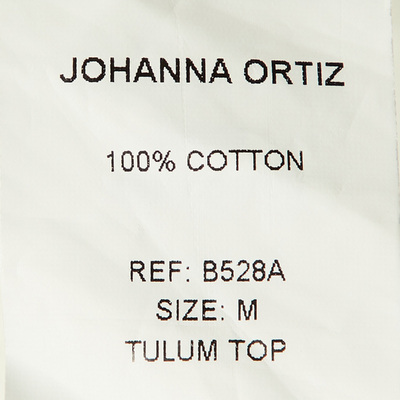 JOHANNA ORTIZ
100% COTTON
REF: B528A
SIZE: M
TULUM TOP